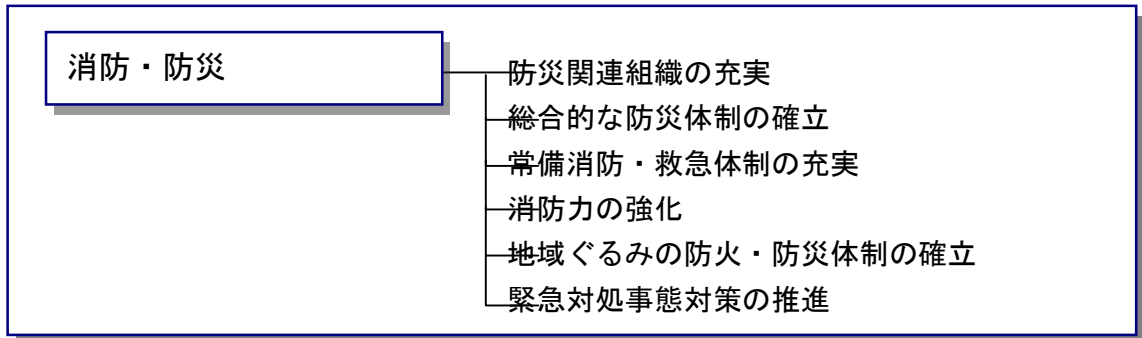 消防・防災
防災関連組織の充実
総合的な防災体制の確立
常備消防・救急体制の充実
消防力の強化
地域ぐるみの防火・防災体制の確立
緊急対処事態対策の推進